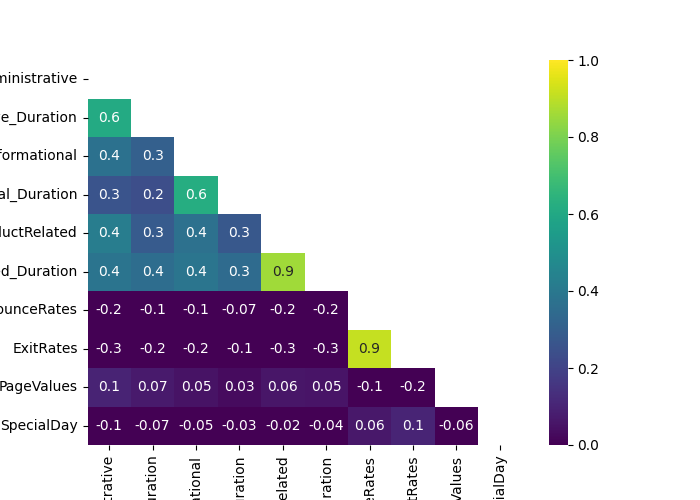 ministrative
e_Duration
formational
al_Duration
ductRelated
ed_Duration
ounceRates
ExitRates
PageValues
SpecialDay
0.6
0.4 0.3
0.3 0.2 0.6
0.4 0.3 0.4 0.3
0.4 0.4 0.4 0.3 0.9
-0.2 -0.1 -0.1 -0.07 -0.2 -0.2
-0.3 -0.2 -0.2 -0.1 -0.3 -0.3 0.9
0.1 0.07 0.05 0.03 0.06 0.05 -0.1 -0.2
-0.1 -0.07 -0.05 -0.03 -0.02 -0.04 0.06 0.1 -0.06
trative
uration
ational
uration
elated
uration
eRates
tRates
Values
ialDay
1.0
0.8
0.6
0.4
0.2
0.0